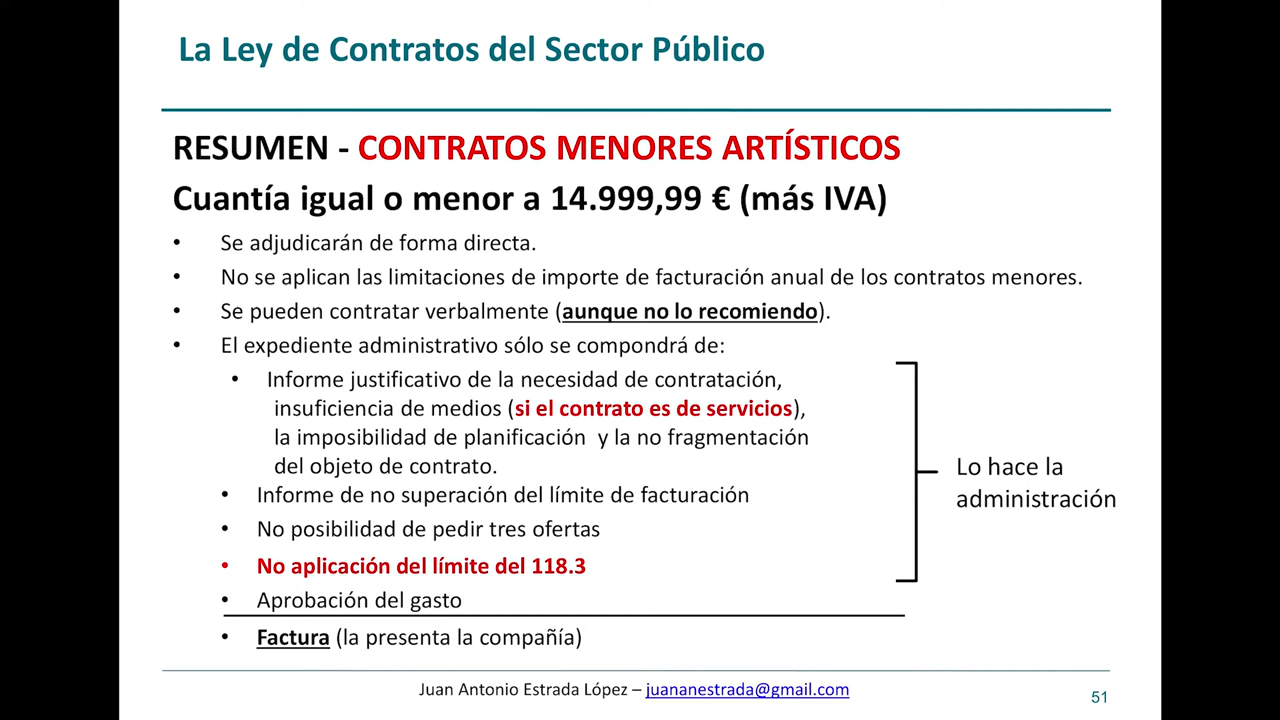 La Ley de Contratos del Sector Público
RESUMEN - CONTRATOS MENORES ARTÍSTICOS
Cuantía igual o menor a 14.999,99 € (más IVA)
• Se adjudicarán de forma directa.
• No se aplican las limitaciones de importe de facturación anual de los contratos menores.
• Se pueden contratar verbalmente (aunque no lo recomiendo).
• El expediente administrativo sólo se compondrá de:
• Informe justificativo de la necesidad de contratación,
insuficiencia de medios (si el contrato es de servicios),
la imposibilidad de planificación y la no fragmentación
del objeto de contrato.
• Informe de no superación del límite de facturación
• No posibilidad de pedir tres ofertas
• No aplicación del límite del 118.3
• Aprobación del gasto
Lo hace la
administración
• Factura (la presenta la compañía)
Juan Antonio Estrada López – juananestrada@gmail.com
51